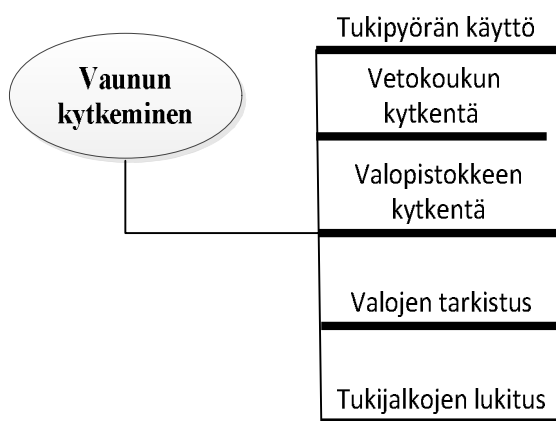 Vaunun
kytkeminen
Tukipyörän käyttö
Vetokoukun
kytkentä
Valopistokkeen
kytkentä
Valojen tarkistus
Tukijalkojen lukitus